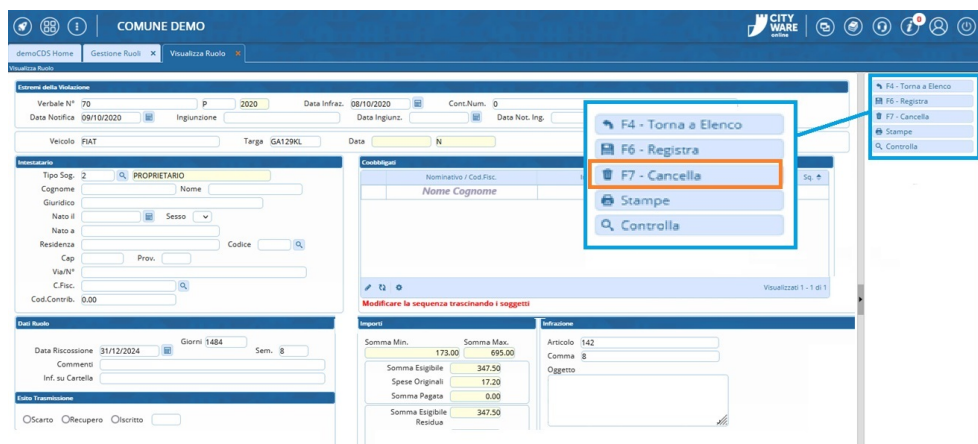 COMUNE DEMO
CITY
WARE
online
0
demoCDS Home Gestione Ruoli × Visualizza Ruolo ×
Visualizza Ruolo
Estremi della Violazione
Verbale N° 70 P 2020 Data Infraz. 08/10/2020 Cont.Num. 0
Data Notifica 09/10/2020 Ingiunzione Data Ingiunz. Data Not. Ing.
Veicolo FIAT Targa GA129KL Data N
F4 - Torna a Elenco
F6 - Registra
F7 - Cancella
Stampe
Controlla
F4 - Torna a Elenco
F6 - Registra
F7 - Cancella
Stampe
Controlla
Intestatario
Tipo Sog. 2 PROPRIETARIO
Cognome Nome
Giuridico
Nato il Sesso
Nato a
Residenza Codice
Cap Prov.
Via/N°
C.Fisc.
Cod.Contrib. 0.00
Coobbligati
Nominativo / Cod.Fisc. Sq.
Nome Cognome
Visualizzati 1 - 1 di 1
Modificare la sequenza trascinando i soggetti
Dati Ruolo
Data Riscossione 31/12/2024 Giorni 1484 Sem. 8
Commenti
Inf. su Cartella
Esito Trasmissione
Scarto Recupero Iscritto
Importi
Somma Min. Somma Max.
173.00 695.00
Somma Esigibile 347.50
Spese Originali 17.20
Somma Pagata 0.00
Somma Esigibile 347.50
Residua
Infrazione
Articolo 142
Comma 8
Oggetto